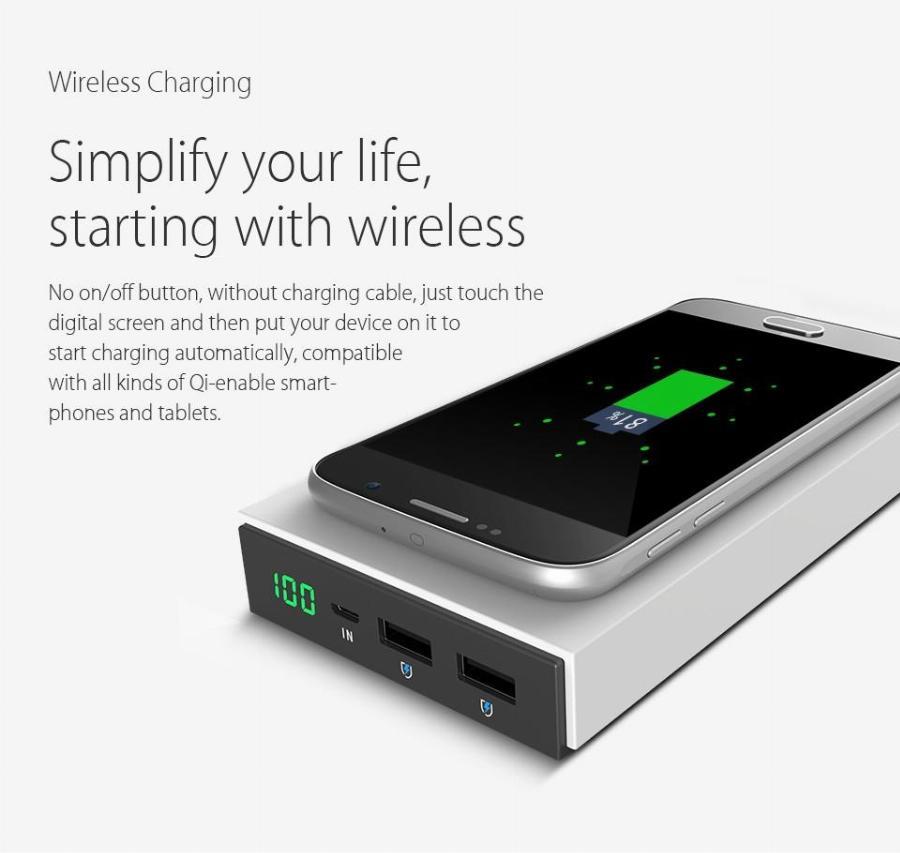 Wireless Charging
Simplify your life,
starting with wireless
No on/off button, without charging cable, just touch the
digital screen and then put your device on it to
start charging automatically, compatible
with all kinds of Qi-enable smart-
phones and tablets.
100
IN